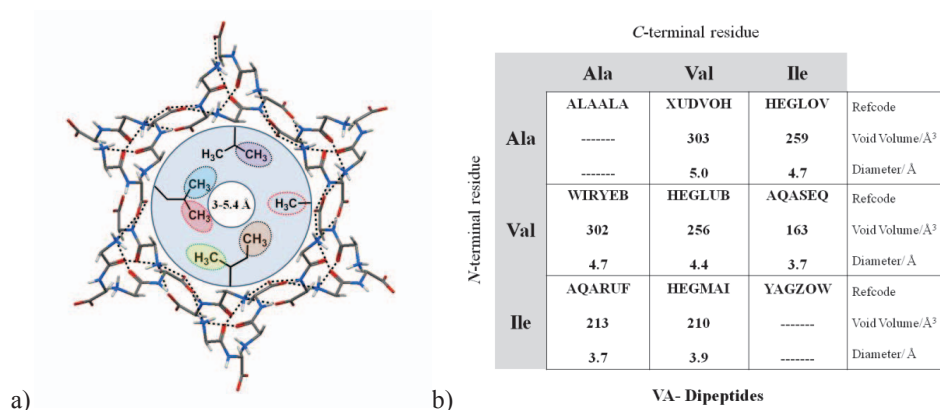 H₃C CH₃
CH₃
3-5.4 Å
H₃C
CH₃
CH₃
H₃C
a)
b)
C-terminal residue
N-terminal residue
Ala Val Ile
Ala
ALAALA XUDVOH HEGLOV Refcode
------- 303 259 Void Volume/Å³
------- 5.0 4.7 Diameter/Å
Val
WIRYEB HEGLUB AQASEQ Refcode
302 256 163 Void Volume/Å³
4.7 4.4 3.7 Diameter/Å
Ile
AQARUF HEGMAI YAGZOW Refcode
213 210 ------- Void Volume/Å³
3.7 3.9 ------- Diameter/Å
VA- Dipeptides